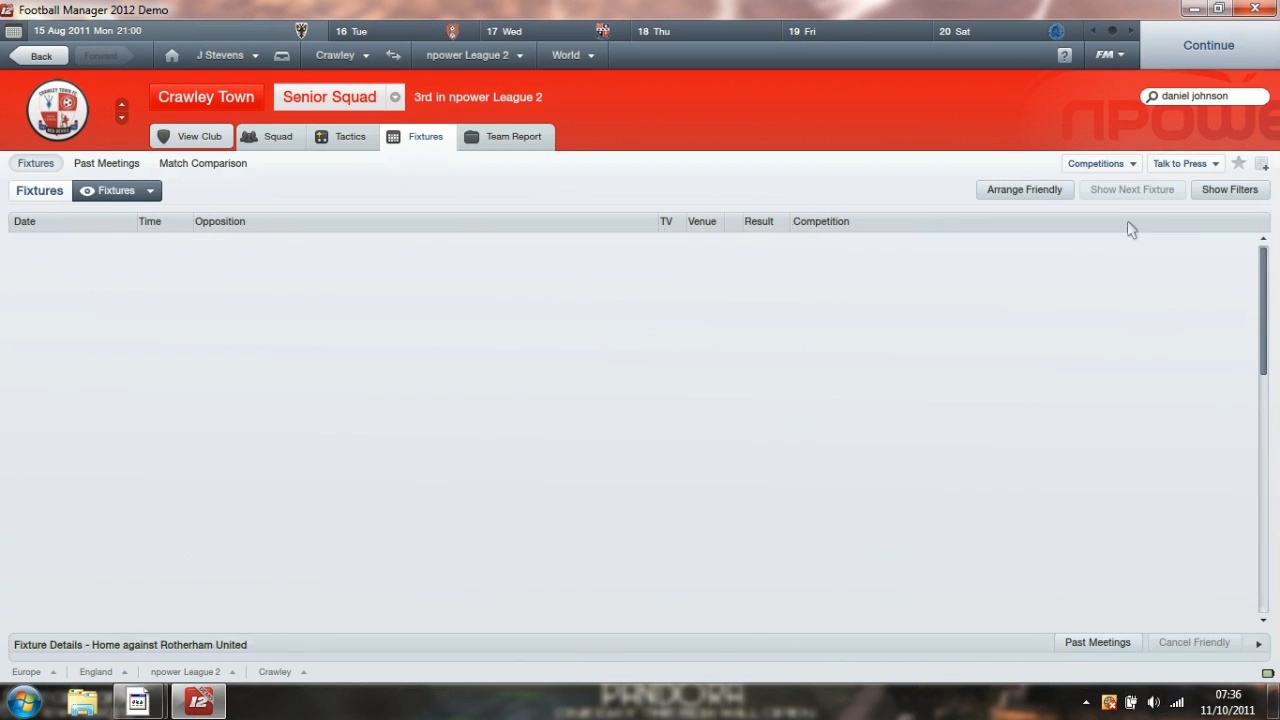 Football Manager 2012 Demo
15 Aug 2011 Mon 21:00
16 Tue
17 Wed
18 Thu
19 Fri
20 Sat
Continue
Back
Forward
J Stevens
Crawley
npower League 2
World
?
FM
Crawley Town
Senior Squad
3rd in npower League 2
daniel johnson
View Club
Squad
Tactics
Fixtures
Team Report
Fixtures
Past Meetings
Match Comparison
Competitions
Talk to Press
Fixtures
Fixtures
Arrange Friendly
Show Next Fixture
Show Filters
Date
Time
Opposition
TV
Venue
Result
Competition
Fixture Details - Home against Rotherham United
Past Meetings
Cancel Friendly
Europe
England
npower League 2
Crawley
12
PANDORA
07:36
11/10/2011